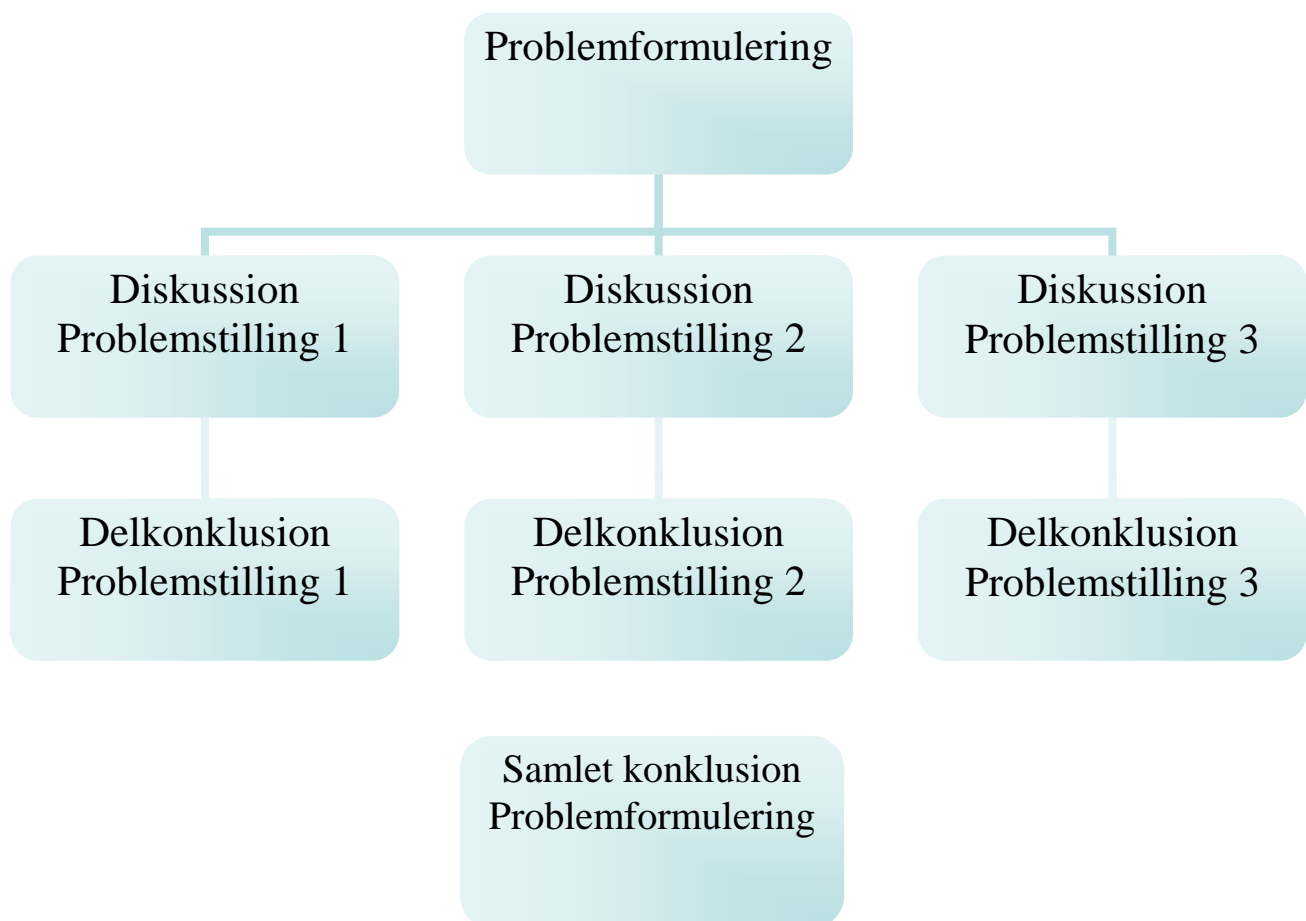 Problemformulering
Diskussion
Problemstilling 1
Diskussion
Problemstilling 2
Diskussion
Problemstilling 3
Delkonklusion
Problemstilling 1
Delkonklusion
Problemstilling 2
Delkonklusion
Problemstilling 3
Samlet konklusion
Problemformulering